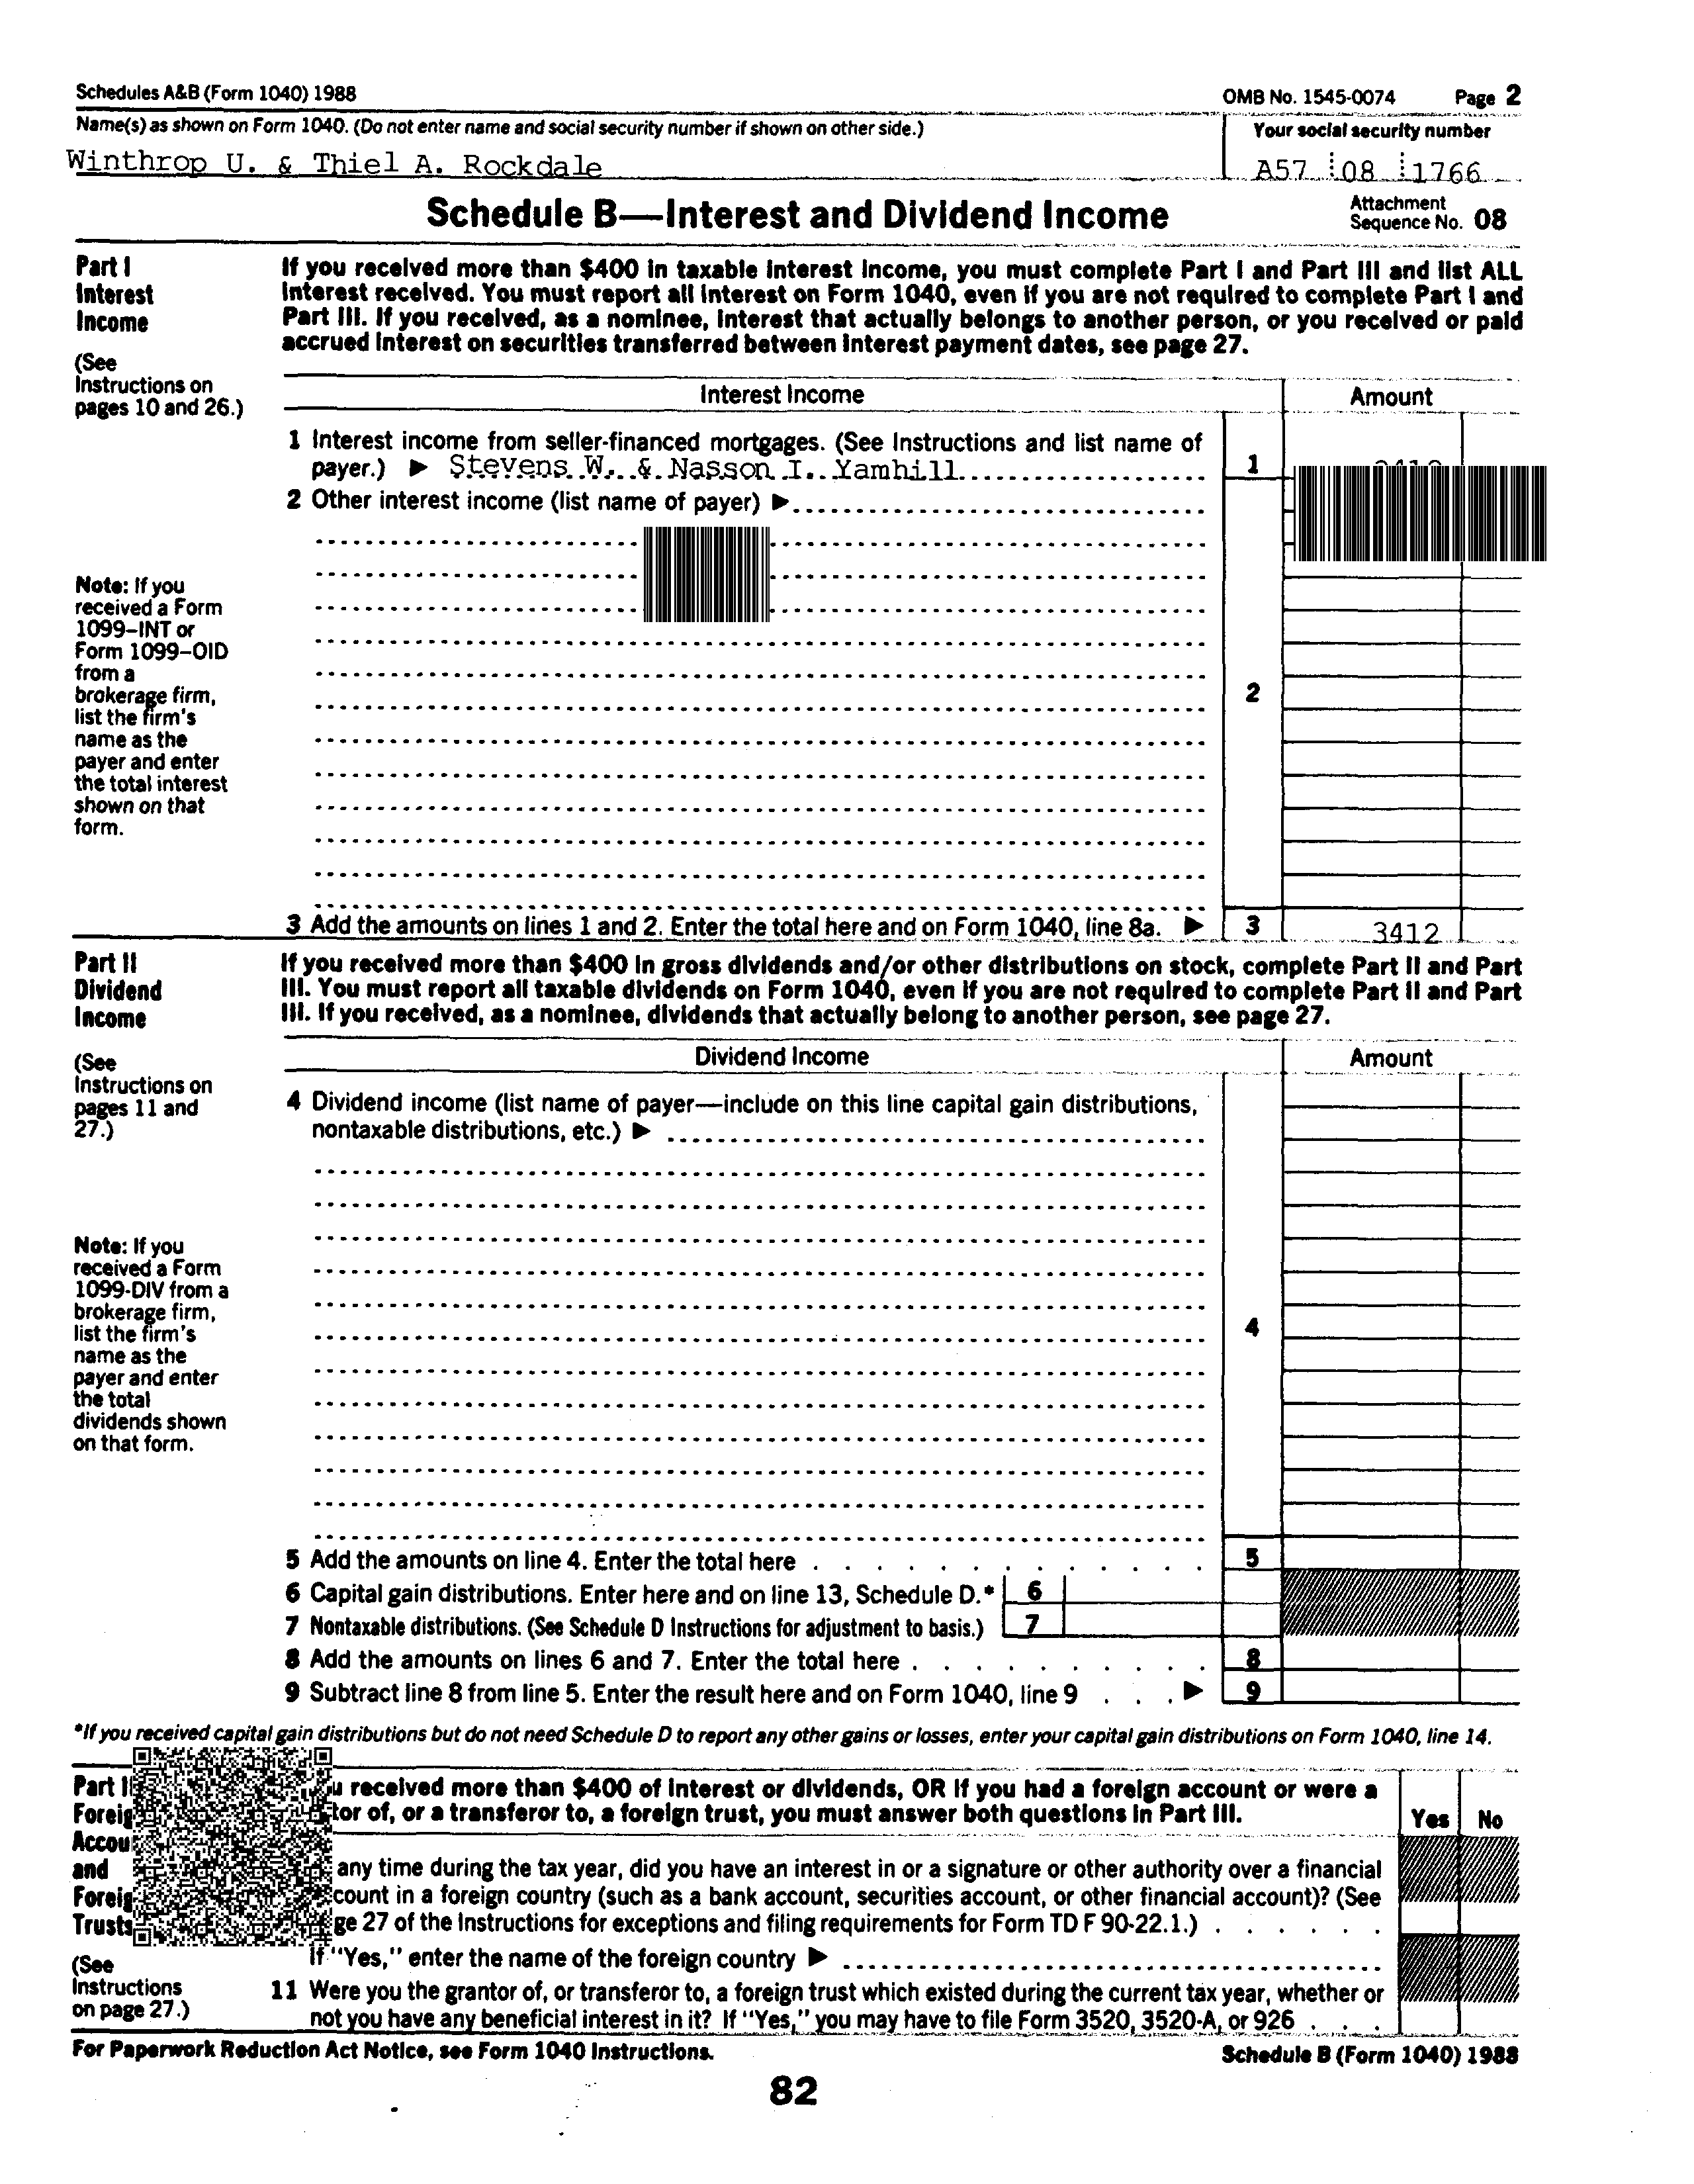 Schedules A&B (Form 1040) 1988 OMB No. 1545-0074 Page 2
Name(s) as shown on Form 1040. (Do not enter name and social security number if shown on other side.) Your social security number
Winthrop U. & Thiel A. Rockdale A57 08 1766
Schedule B—Interest and Dividend Income Attachment Sequence No. 08
Part I
Interest
Income
(See
Instructions on
pages 10 and 26.)
If you received more than $400 in taxable interest income, you must complete Part I and Part III and list ALL
interest received. You must report all interest on Form 1040, even if you are not required to complete Part I and
Part III. If you received, as a nominee, interest that actually belongs to another person, or you received or paid
accrued interest on securities transferred between interest payment dates, see page 27.
Interest Income Amount
1 Interest income from seller-financed mortgages. (See Instructions and list name of
payer.) ▶ Stevens W. & Nasson I. Yamhill 1
2 Other interest income (list name of payer) ▶
Note: If you
received a Form
1099–INT or
Form 1099–OID
from a
brokerage firm,
list the firm's
name as the
payer and enter
the total interest
shown on that
form.
2
3 Add the amounts on lines 1 and 2. Enter the total here and on Form 1040, line 8a. ▶ 3 3412
Part II
Dividend
Income
(See
Instructions on
pages 11 and
27.)
If you received more than $400 in gross dividends and/or other distributions on stock, complete Part II and Part
III. You must report all taxable dividends on Form 1040, even if you are not required to complete Part II and Part
III. If you received, as a nominee, dividends that actually belong to another person, see page 27.
Dividend Income Amount
4 Dividend income (list name of payer—include on this line capital gain distributions,
nontaxable distributions, etc.) ▶
Note: If you
received a Form
1099-DIV from a
brokerage firm,
list the firm's
name as the
payer and enter
the total
dividends shown
on that form.
4
5 Add the amounts on line 4. Enter the total here 5
6 Capital gain distributions. Enter here and on line 13, Schedule D.* 6
7 Nontaxable distributions. (See Schedule D Instructions for adjustment to basis.) 7
8 Add the amounts on lines 6 and 7. Enter the total here 8
9 Subtract line 8 from line 5. Enter the result here and on Form 1040, line 9 ▶ 9
*If you received capital gain distributions but do not need Schedule D to report any other gains or losses, enter your capital gain distributions on Form 1040, line 14.
Part
and
Trusts
(See
Instructions
on page 27.)
received more than $400 of interest or dividends, OR if you had a foreign account or were a
of, or a transferor to, a foreign trust, you must answer both questions in Part III. Yes No
any time during the tax year, did you have an interest in or a signature or other authority over a financial
count in a foreign country (such as a bank account, securities account, or other financial account)? (See
ge 27 of the Instructions for exceptions and filing requirements for Form TD F 90-22.1.)
If "Yes," enter the name of the foreign country ▶
11 Were you the grantor of, or transferor to, a foreign trust which existed during the current tax year, whether or
not you have any beneficial interest in it? If "Yes," you may have to file Form 3520, 3520-A, or 926
For Paperwork Reduction Act Notice, see Form 1040 Instructions. Schedule B (Form 1040) 1988
82